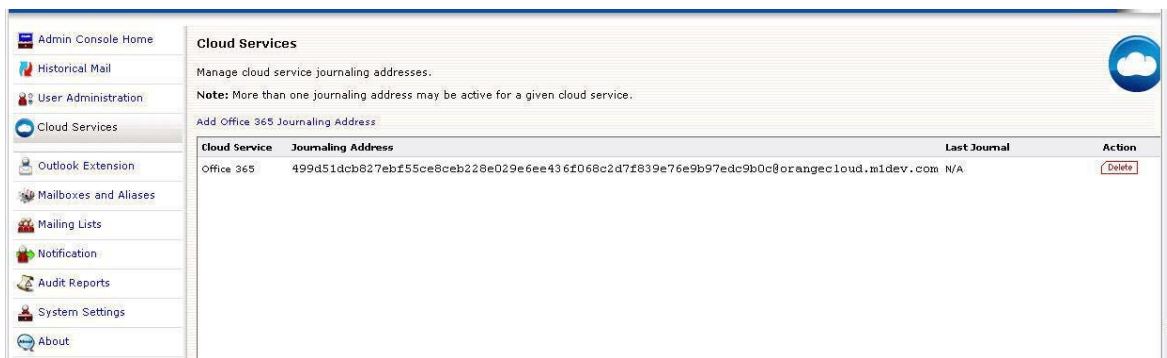 Admin Console Home
Historical Mail
User Administration
Cloud Services
Outlook Extension
Mailboxes and Aliases
Mailing Lists
Notification
Audit Reports
System Settings
About
Cloud Services
Manage cloud service journaling addresses.
Note: More than one journaling address may be active for a given cloud service.
Add Office 365 Journaling Address
Cloud Service Journaling Address Last Journal Action
Office 365 499d51dcb827ebf55ce8ceb228e029e6ee436f068c2d7f839e76e9b97edc9b0c@orangecloud.m1dev.com N/A Delete